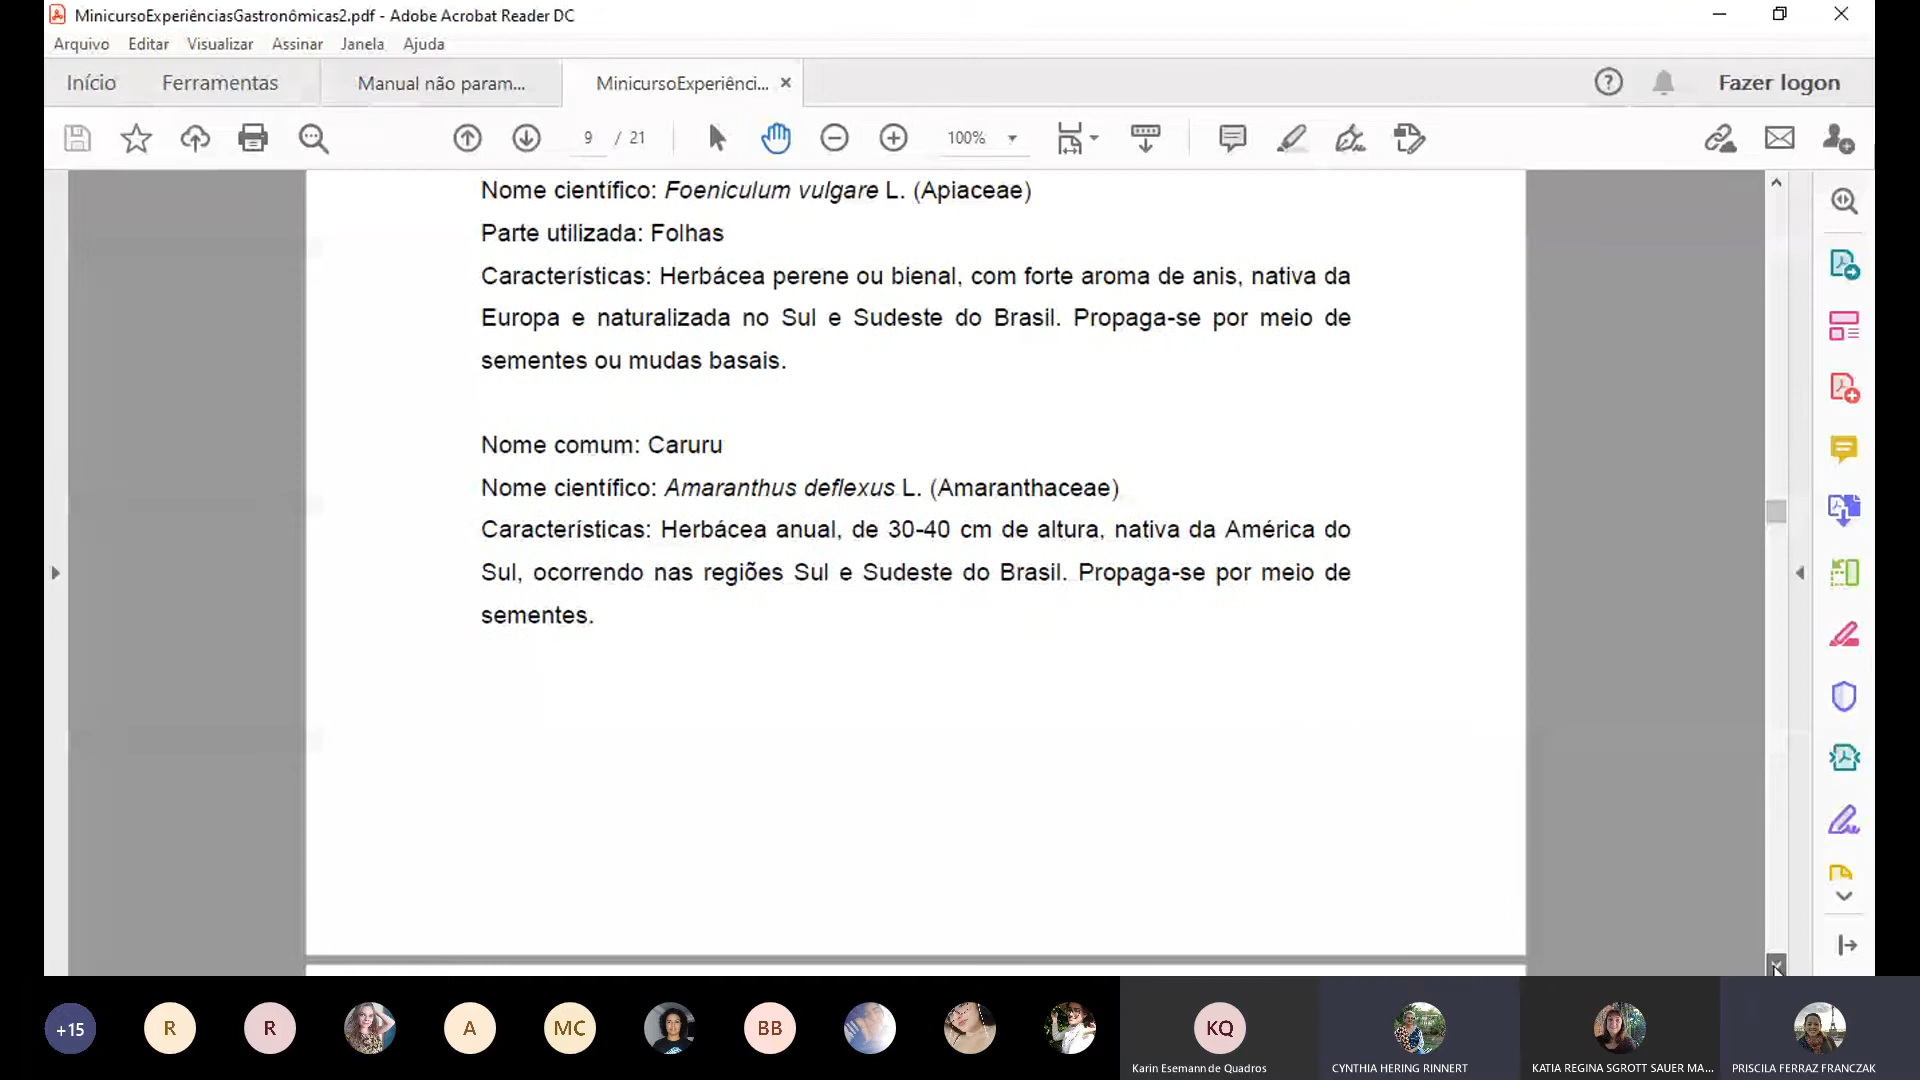 MinicursoExperiênciasGastronômicas2.pdf - Adobe Acrobat Reader DC
Arquivo Editar Visualizar Assinar Janela Ajuda
Início Ferramentas Manual não param... MinicursoExperiênci... Fazer logon
9 / 21 100%
Nome científico: Foeniculum vulgare L. (Apiaceae)
Parte utilizada: Folhas
Características: Herbácea perene ou bienal, com forte aroma de anis, nativa da
Europa e naturalizada no Sul e Sudeste do Brasil. Propaga-se por meio de
sementes ou mudas basais.
Nome comum: Caruru
Nome científico: Amaranthus deflexus L. (Amaranthaceae)
Características: Herbácea anual, de 30-40 cm de altura, nativa da América do
Sul, ocorrendo nas regiões Sul e Sudeste do Brasil. Propaga-se por meio de
sementes.
+15 R R A MC BB KQ
Karin Esemann de Quadros CYNTHIA HERING RINNERT KATIA REGINA SGROTT SAUER MA... PRISCILA FERRAZ FRANCZAK